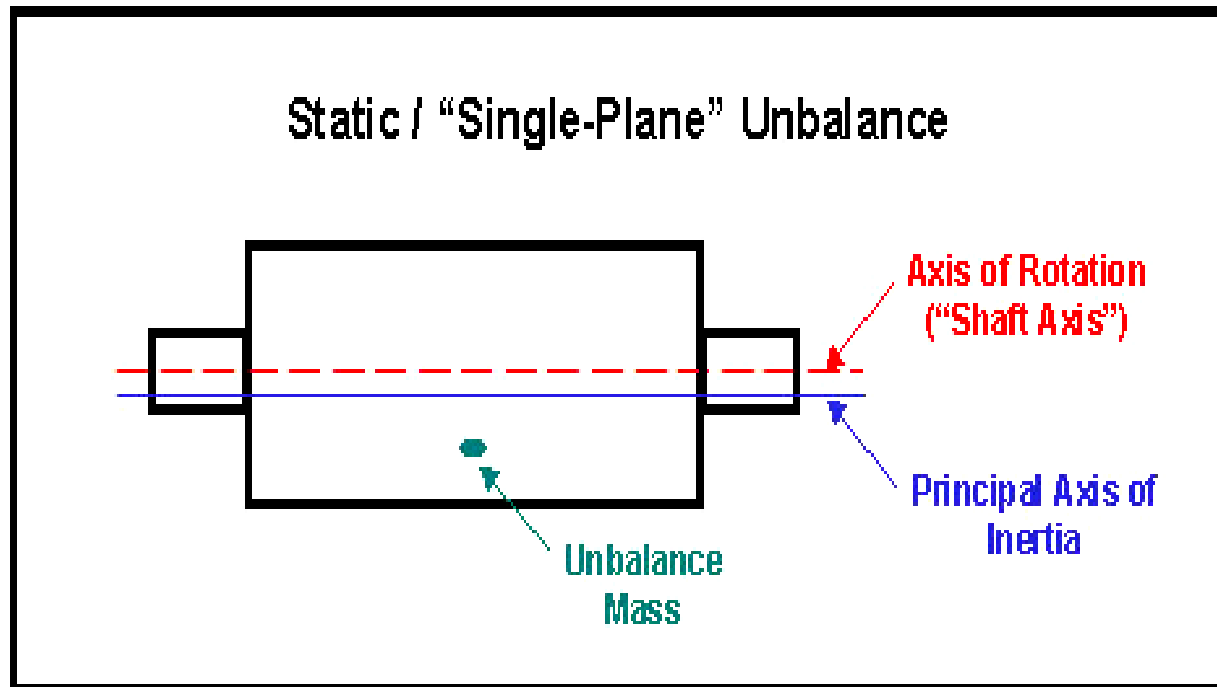 Static / “Single-Plane” Unbalance
Axis of Rotation
(“Shaft Axis”)
Principal Axis of
Inertia
Unbalance
Mass